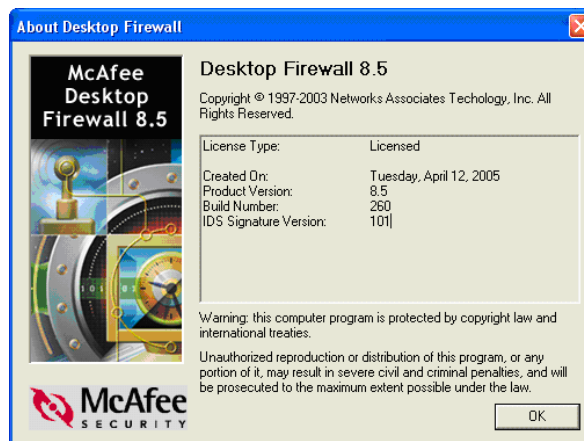 About Desktop Firewall
McAfee
Desktop
Firewall 8.5
Desktop Firewall 8.5
Copyright © 1997-2003 Networks Associates Techology, Inc. All
Rights Reserved.
License Type: Licensed
Created On: Tuesday, April 12, 2005
Product Version: 8.5
Build Number: 260
IDS Signature Version: 101
Warning: this computer program is protected by copyright law and
international treaties.
Unauthorized reproduction or distribution of this program, or any
portion of it, may result in severe civil and criminal penalties, and will
be prosecuted to the maximum extent possible under the law.
McAfee
SECURITY
OK